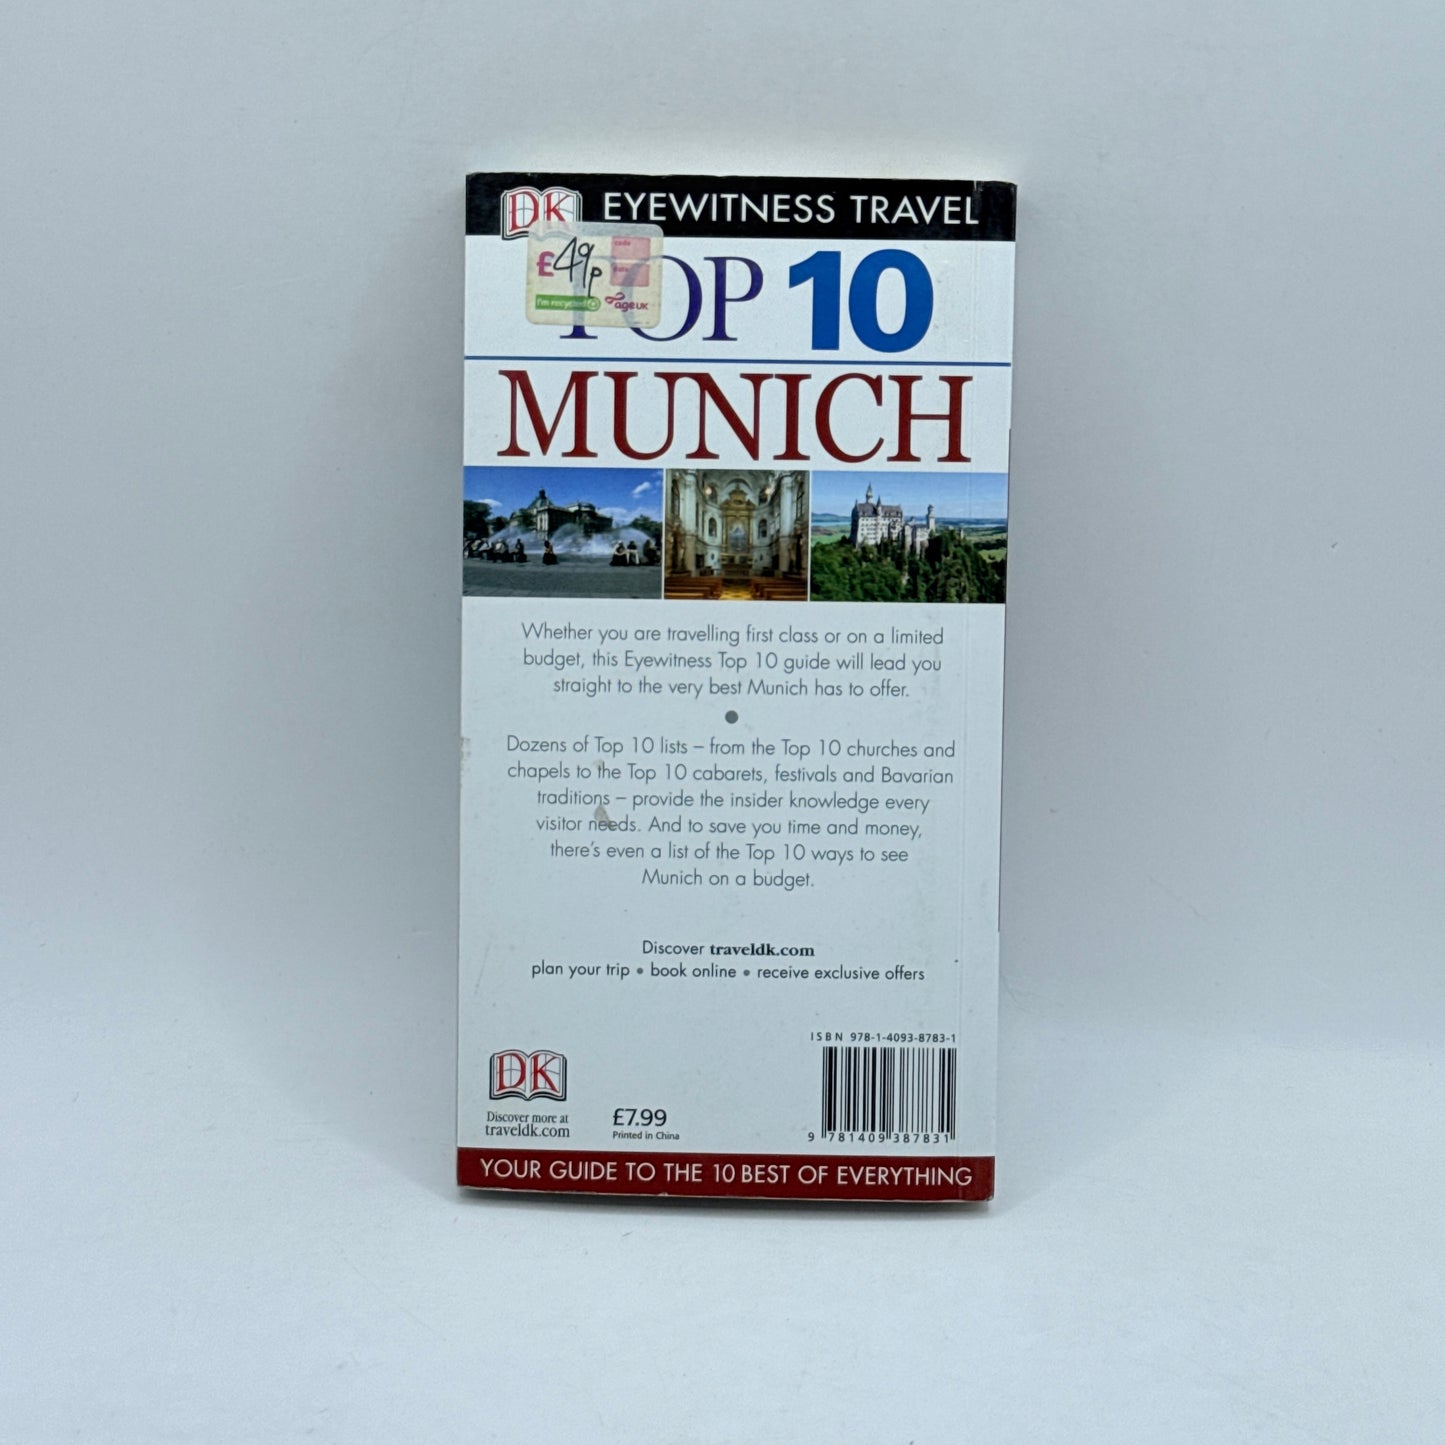 DK EYEWITNESS TRAVEL
£49p
code
date
I'm recycled
ageUK
TOP 10
MUNICH
Whether you are travelling first class or on a limited
budget, this Eyewitness Top 10 guide will lead you
straight to the very best Munich has to offer.
Dozens of Top 10 lists – from the Top 10 churches and
chapels to the Top 10 cabarets, festivals and Bavarian
traditions – provide the insider knowledge every
visitor needs. And to save you time and money,
there's even a list of the Top 10 ways to see
Munich on a budget.
Discover traveldk.com
plan your trip • book online • receive exclusive offers
ISBN 978-1-4093-8783-1
DK
Discover more at
traveldk.com
£7.99
Printed in China
9 781409 387831
YOUR GUIDE TO THE 10 BEST OF EVERYTHING